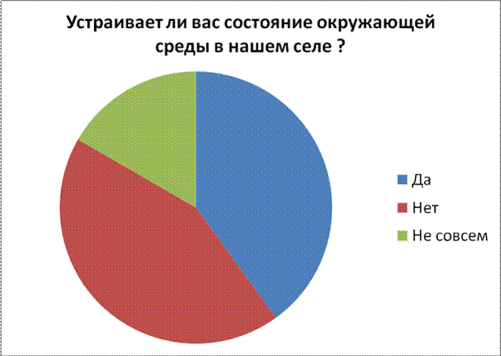 Устраивает ли вас состояние окружающей
среды в нашем селе ?
Да
Нет
Не совсем